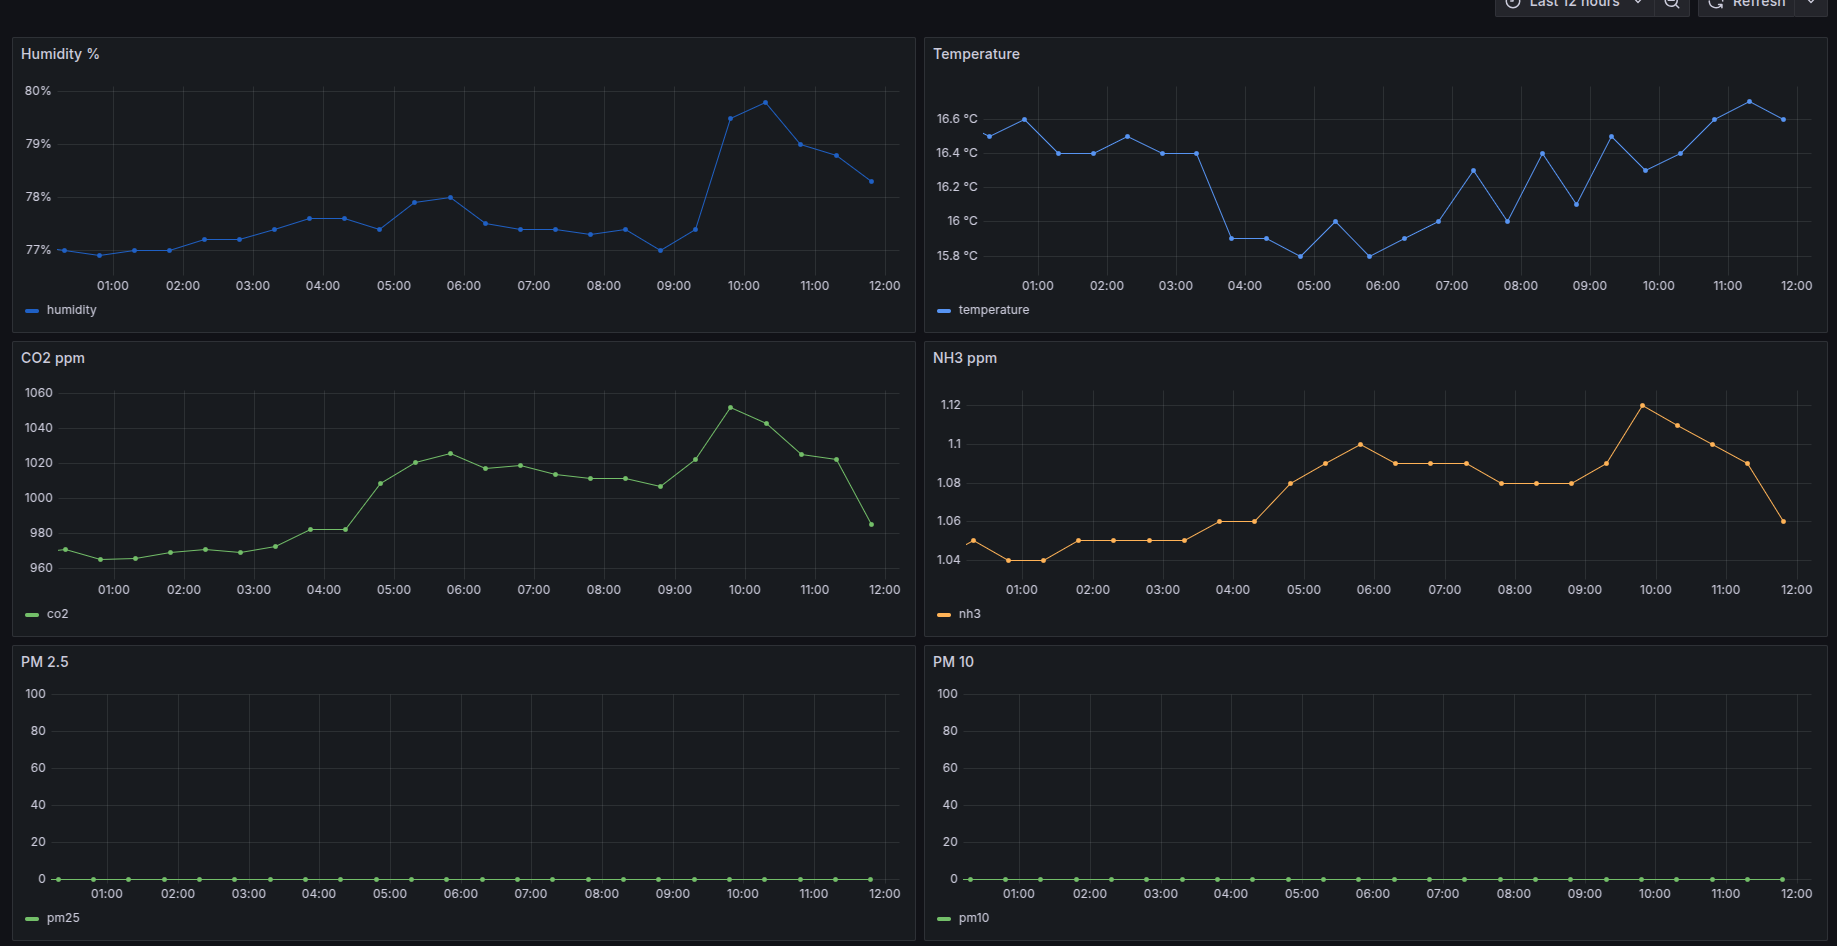 Last 12 hours Refresh
Humidity %
80%
79%
78%
77%
01:00 02:00 03:00 04:00 05:00 06:00 07:00 08:00 09:00 10:00 11:00 12:00
humidity
Temperature
16.6 °C
16.4 °C
16.2 °C
16 °C
15.8 °C
01:00 02:00 03:00 04:00 05:00 06:00 07:00 08:00 09:00 10:00 11:00 12:00
temperature
CO2 ppm
1060
1040
1020
1000
980
960
01:00 02:00 03:00 04:00 05:00 06:00 07:00 08:00 09:00 10:00 11:00 12:00
co2
NH3 ppm
1.12
1.1
1.08
1.06
1.04
01:00 02:00 03:00 04:00 05:00 06:00 07:00 08:00 09:00 10:00 11:00 12:00
nh3
PM 2.5
100
80
60
40
20
0
01:00 02:00 03:00 04:00 05:00 06:00 07:00 08:00 09:00 10:00 11:00 12:00
pm25
PM 10
100
80
60
40
20
0
01:00 02:00 03:00 04:00 05:00 06:00 07:00 08:00 09:00 10:00 11:00 12:00
pm10